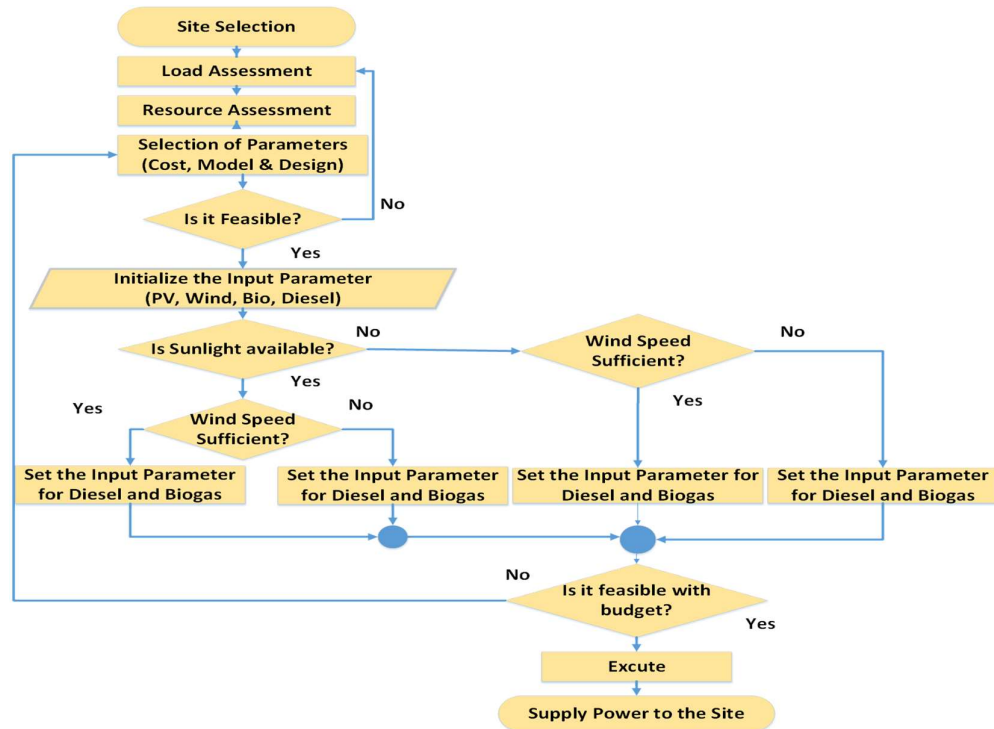 Site Selection
Load Assessment
Resource Assessment
Selection of Parameters
(Cost, Model & Design)
No
Is it Feasible?
Yes
Initialize the Input Parameter
(PV, Wind, Bio, Diesel)
Is Sunlight available?
No
Wind Speed
Sufficient?
No
Yes
Yes
Wind Speed
Sufficient?
No
Yes
Set the Input Parameter
for Diesel and Biogas
Set the Input Parameter
for Diesel and Biogas
Set the Input Parameter for
Diesel and Biogas
Set the Input Parameter
for Diesel and Biogas
No
Is it feasible with
budget?
Yes
Excute
Supply Power to the Site